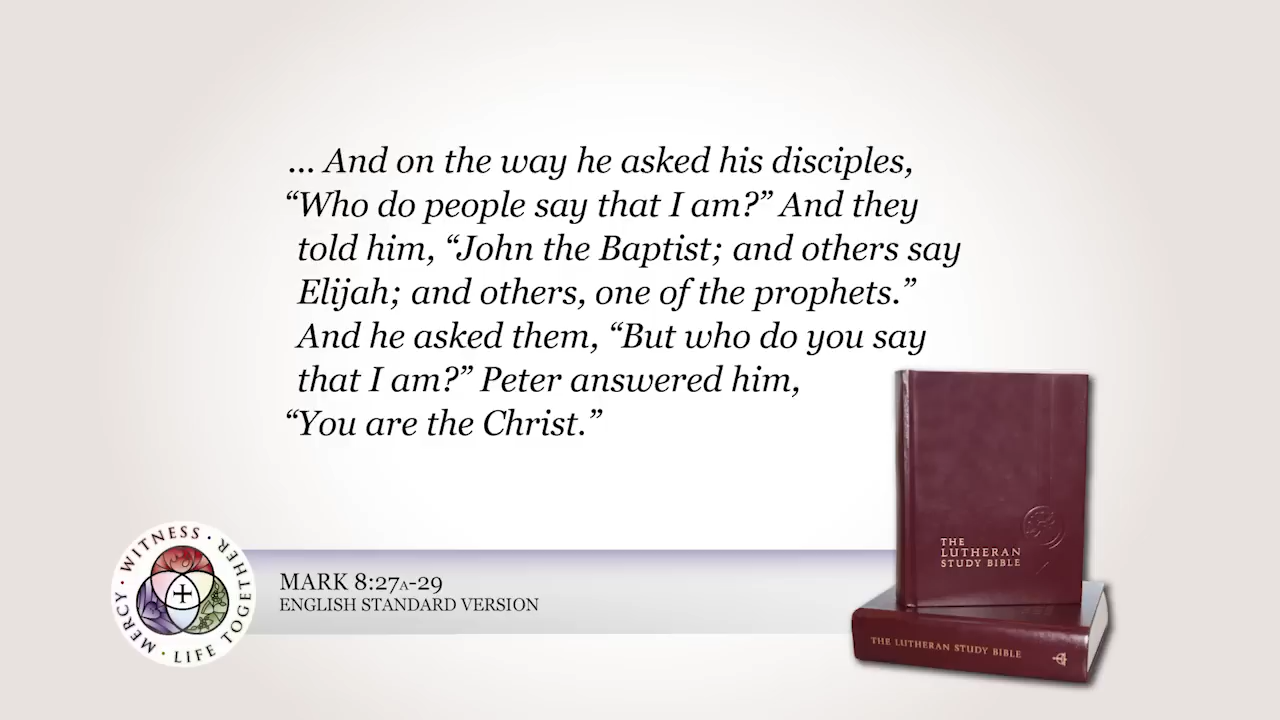 ... And on the way he asked his disciples,
“Who do people say that I am?” And they
told him, “John the Baptist; and others say
Elijah; and others, one of the prophets.”
And he asked them, “But who do you say
that I am?” Peter answered him,
“You are the Christ.”
WITNESS · MERCY · LIFE TOGETHER ·
MARK 8:27A-29
ENGLISH STANDARD VERSION
THE
LUTHERAN
STUDY BIBLE
THE LUTHERAN STUDY BIBLE